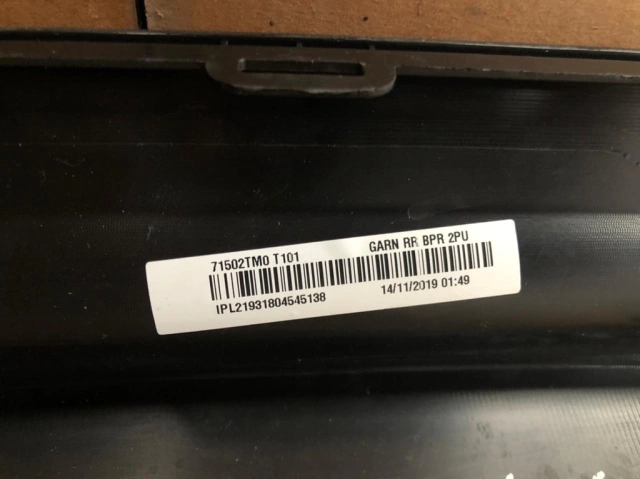 71502TM0 T101 GARN RR BPR 2PU
IPL21931804545138 14/11/2019 01:49